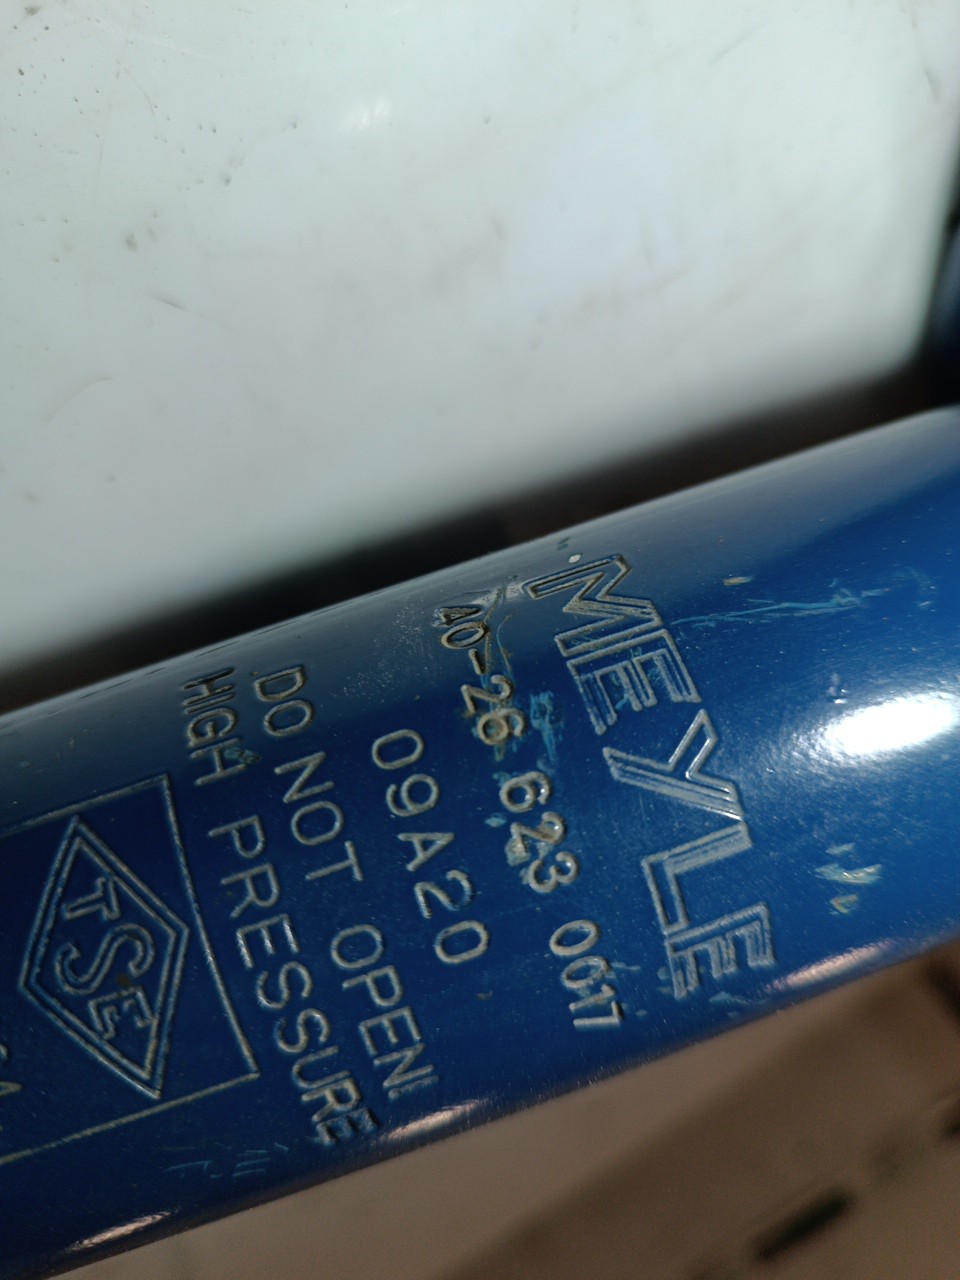 MEYLE
40-26 623 0017
09A20
DO NOT OPEN!
HIGH PRESSURE
TSE